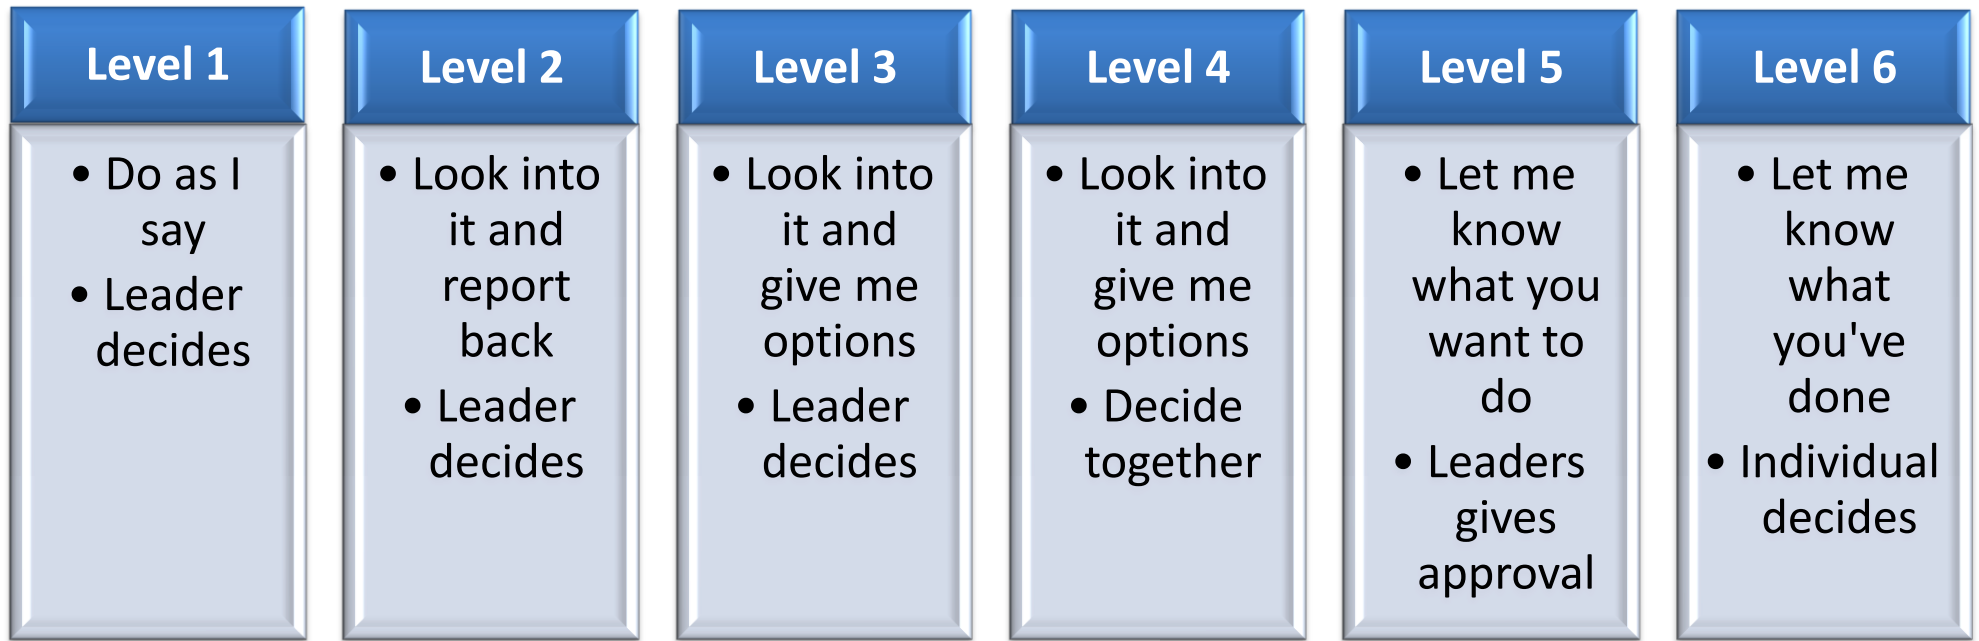 Level 1
• Do as I
say
• Leader
decides
Level 2
• Look into
it and
report
back
• Leader
decides
Level 3
• Look into
it and
give me
options
• Leader
decides
Level 4
• Look into
it and
give me
options
• Decide
together
Level 5
• Let me
know
what you
want to
do
• Leaders
gives
approval
Level 6
• Let me
know
what
you've
done
• Individual
decides